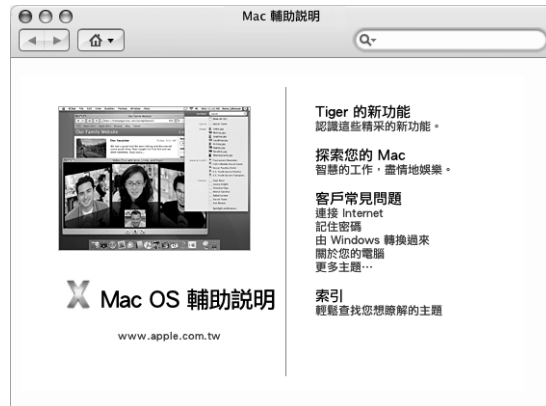 Mac 輔助説明
Tiger 的新功能
認識這些精采的新功能。
探索您的 Mac
智慧的工作，盡情地娛樂。
客戶常見問題
連接 Internet
記住密碼
由 Windows 轉換過來
關於您的電腦
更多主題…
索引
輕鬆查找您想瞭解的主題
X Mac OS 輔助説明
www.apple.com.tw